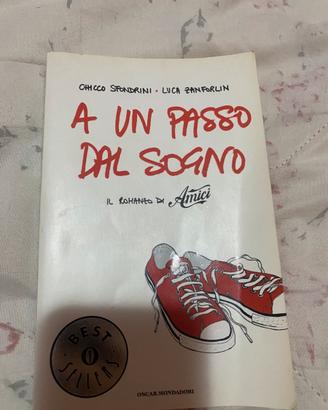 CHICCO SFONDRINI • LUCA ZANFORLIN
A UN PASSO
DAL SOGNO
IL ROMANZO DI Amici
BEST
SELLERS
OSCAR MONDADORI